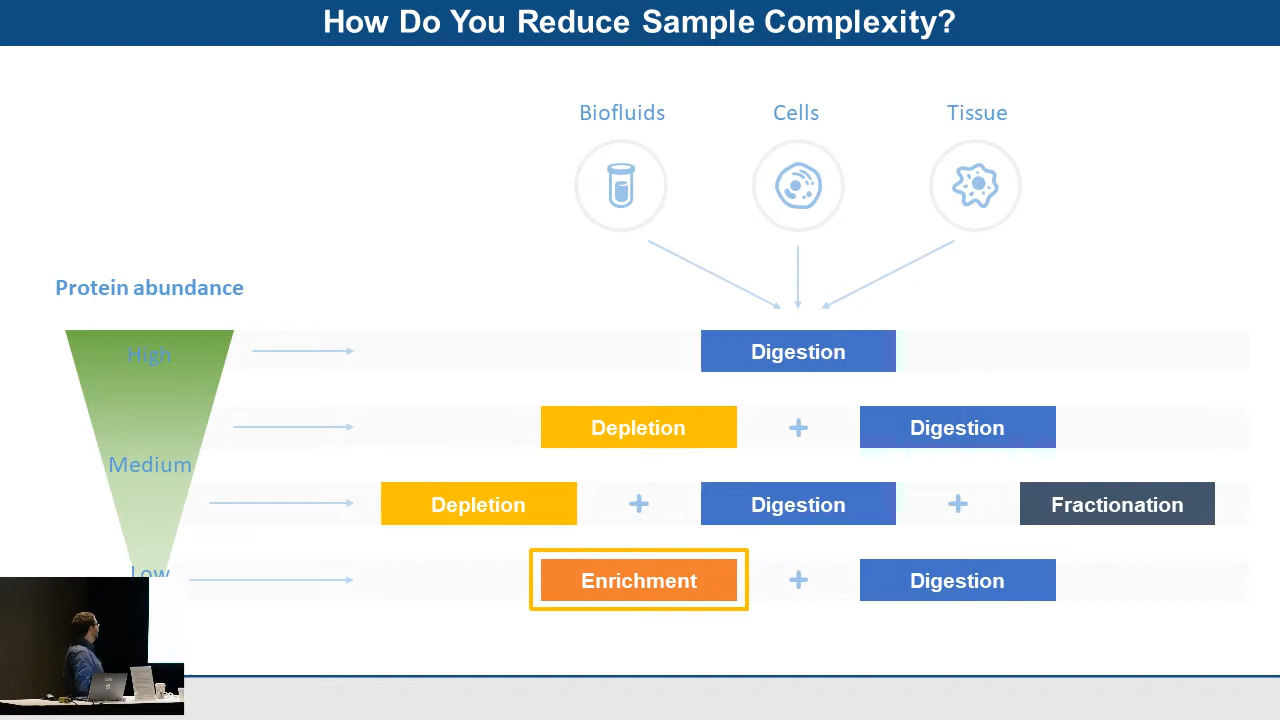 How Do You Reduce Sample Complexity?
Biofluids Cells Tissue
Protein abundance
High
Digestion
Depletion + Digestion
Medium
Depletion + Digestion + Fractionation
Low
Enrichment + Digestion